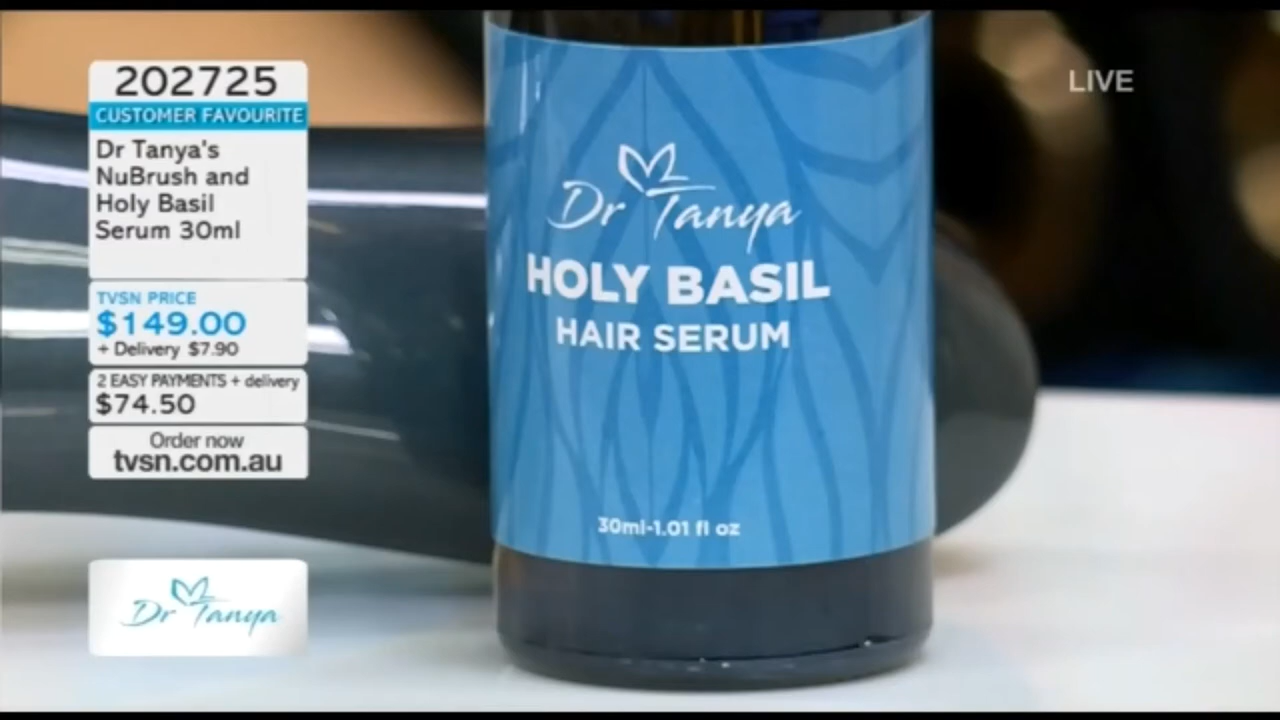 202725
CUSTOMER FAVOURITE
Dr Tanya's
NuBrush and
Holy Basil
Serum 30ml
TVSN PRICE
$149.00
+ Delivery $7.90
2 EASY PAYMENTS + delivery
$74.50
Order now
tvsn.com.au
Dr Tanya
LIVE
Dr Tanya
HOLY BASIL
HAIR SERUM
30ml-1.01 fl oz